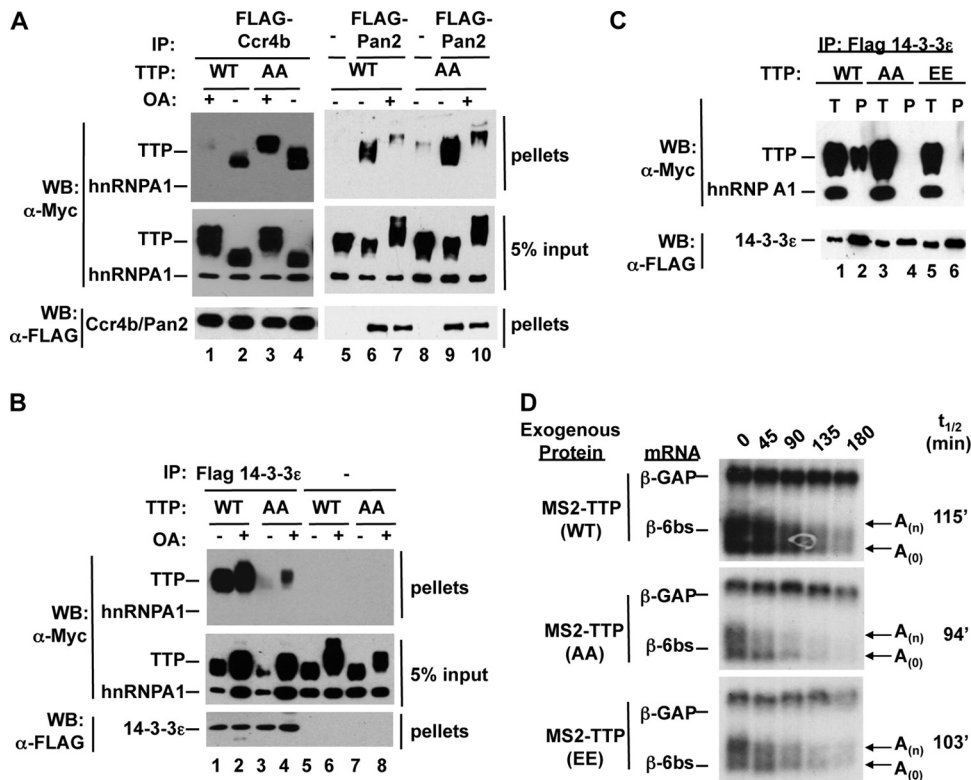 A
FLAG-
Ccr4b
IP:
TTP: WT AA
OA: + - + -
FLAG- FLAG-
- Pan2 - Pan2
WT AA
- - + - - +
TTP
hnRNPA1
pellets
WB:
α-Myc
TTP
hnRNPA1
5% input
WB:
α-FLAG
Ccr4b/Pan2
pellets
1 2 3 4 5 6 7 8 9 10
B
IP: Flag 14-3-3ε -
TTP: WT AA WT AA
OA: - + - + - + - +
TTP
hnRNPA1
pellets
WB:
α-Myc
TTP
hnRNPA1
5% input
WB:
α-FLAG
14-3-3ε
pellets
1 2 3 4 5 6 7 8
C
IP: Flag 14-3-3ε
TTP: WT AA EE
T P T P T P
WB:
α-Myc
TTP
hnRNP A1
WB:
α-FLAG
14-3-3ε
1 2 3 4 5 6
D
Exogenous
Protein
mRNA
0 45 90 135 180
t1/2
(min)
MS2-TTP
(WT)
β-GAP
β-6bs
A(n)
A(0)
115'
MS2-TTP
(AA)
β-GAP
β-6bs
A(n)
A(0)
94'
MS2-TTP
(EE)
β-GAP
β-6bs
A(n)
A(0)
103'